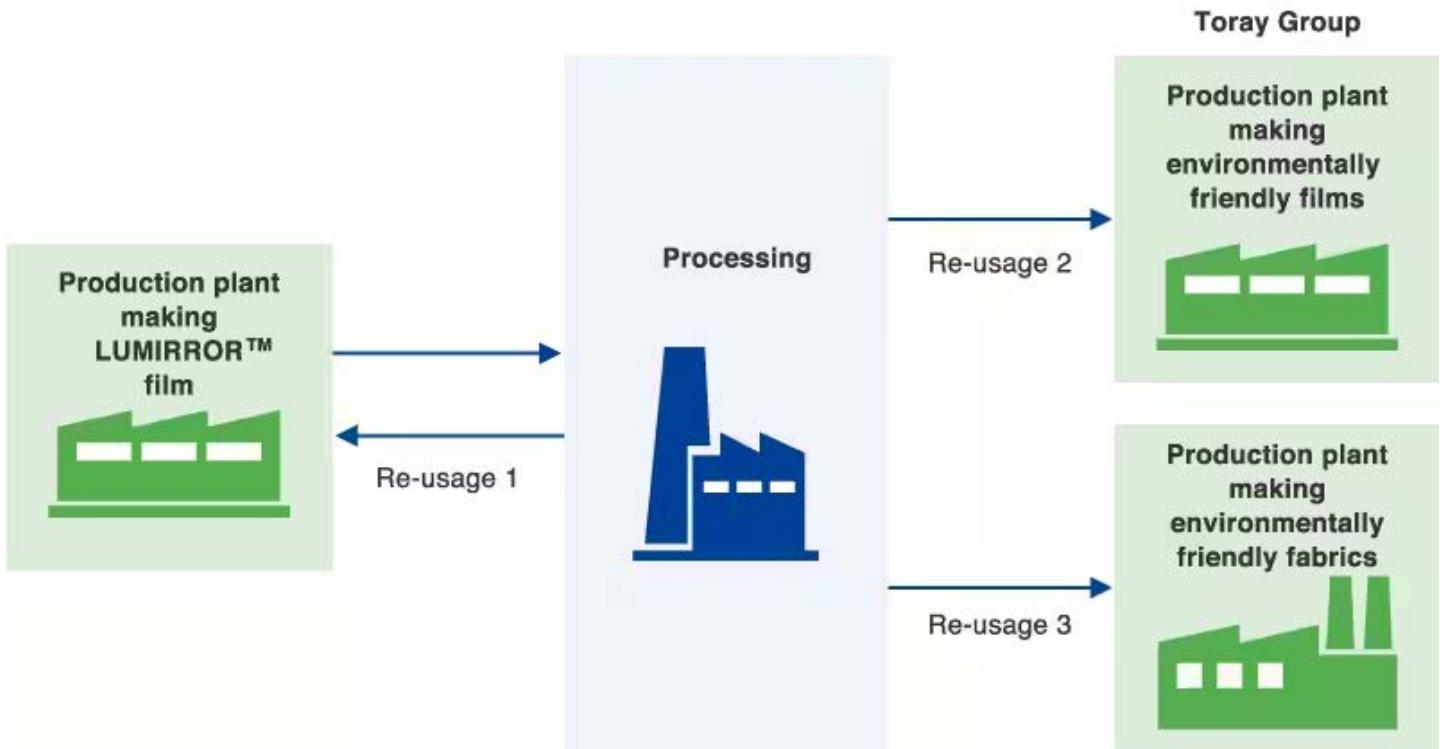 Toray Group
Production plant
making
environmentally
friendly films
Processing
Re-usage 2
Production plant
making
LUMIRROR™
film
Re-usage 1
Production plant
making
environmentally
friendly fabrics
Re-usage 3